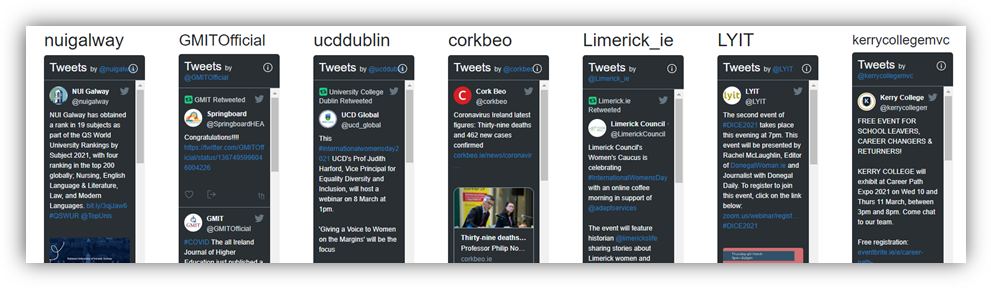 nuigalway
Tweets by @nuigalw
NUI Galway
@nuigalway
NUI Galway has obtained
a rank in 19 subjects as
part of the QS World
University Rankings by
Subject 2021, with four
ranking in the top 200
globally; Nursing, English
Language & Literature,
Law, and Modern
Languages. bit.ly/3qjJaw6
#QSWUR @TopUnis
GMITOfficial
Tweets by
@GMITOfficial
GMIT Retweeted
Springboard
@SpringboardHEA
Congratulations!!!!
https://twitter.com/GMITOf
ficial/status/136749599604
6004226
GMIT
@GMITOfficial
#COVID The all Ireland
Journal of Higher
Education just published a
ucddublin
Tweets by @ucddub
University College
Dublin Retweeted
UCD Global
@ucd_global
This
#internationalwomensday2
021 UCD's Prof Judith
Harford, Vice Principal for
Equality Diversity and
Inclusion, will host a
webinar on 8 March at
1pm.
'Giving a Voice to Women
on the Margins' will be the
focus
corkbeo
Tweets by @corkbeo
Cork Beo
@corkbeo
Coronavirus Ireland latest
figures: Thirty-nine deaths
and 462 new cases
confirmed
corkbeo.ie/news/coronavir…
Thirty-nine deaths…
Professor Philip No…
corkbeo.ie
Limerick_ie
Tweets by
@Limerick_ie
Limerick.ie
Retweeted
Limerick Council
@LimerickCouncil
Limerick Council's
Women's Caucus is
celebrating
#InternationalWomensDay
with an online coffee
morning in support of
@adaptservices
The event will feature
historian @limerickslife
sharing stories about
Limerick women and
LYIT
Tweets by @LYIT
LYIT
@LYIT
The second event of
#DICE2021 takes place
this evening at 7pm. This
event will be presented by
Rachel McLaughlin, Editor
of DonegalWoman.ie and
Journalist with Donegal
Daily. To register to join
this event, click on the link
below:
zoom.us/webinar/regist…
#DICE2021
kerrycollegemvc
Tweets by
@kerrycollegemvc
Kerry College
@kerrycollegem
FREE EVENT FOR
SCHOOL LEAVERS,
CAREER CHANGERS &
RETURNERS!
KERRY COLLEGE will
exhibit at Career Path
Expo 2021 on Wed 10 and
Thurs 11 March, between
3pm and 8pm. Come chat
to our team.
Free registration:
eventbrite.ie/e/career-
path-